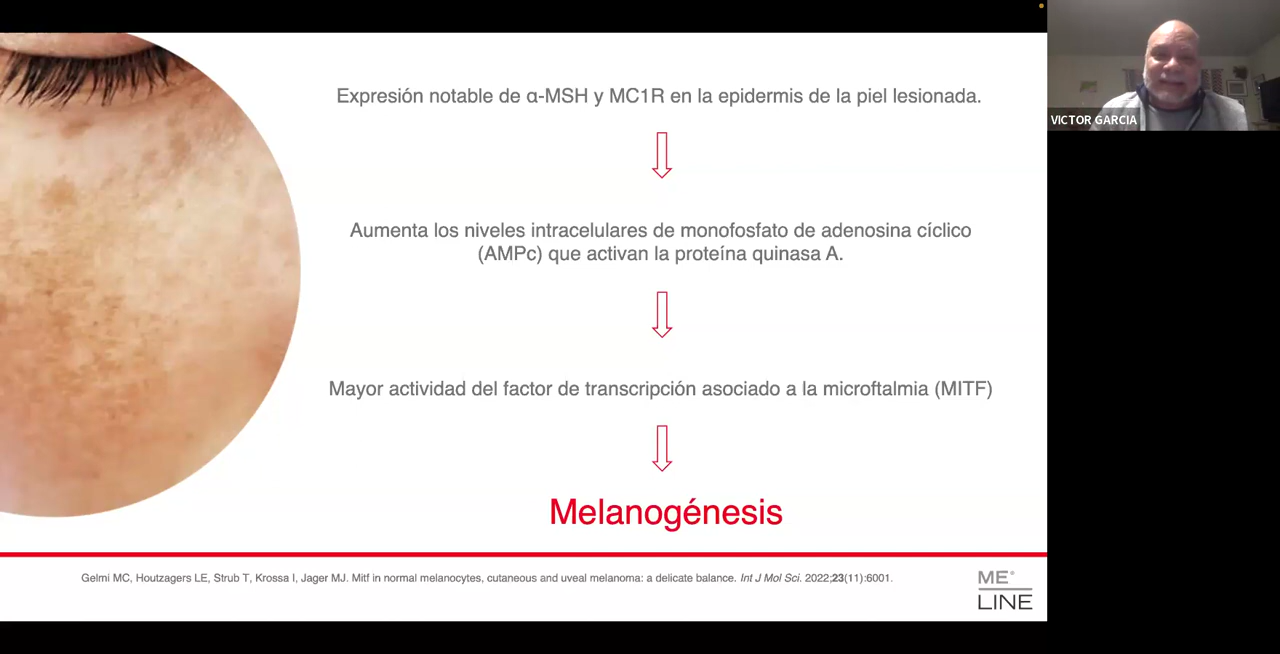 Expresión notable de α-MSH y MC1R en la epidermis de la piel lesionada.
Aumenta los niveles intracelulares de monofosfato de adenosina cíclico
(AMPc) que activan la proteína quinasa A.
Mayor actividad del factor de transcripción asociado a la microftalmia (MITF)
Melanogénesis
Gelmi MC, Houtzagers LE, Strub T, Krossa I, Jager MJ. Mitf in normal melanocytes, cutaneous and uveal melanoma: a delicate balance. Int J Mol Sci. 2022;23(11):6001.
ME®
LINE
VICTOR GARCIA